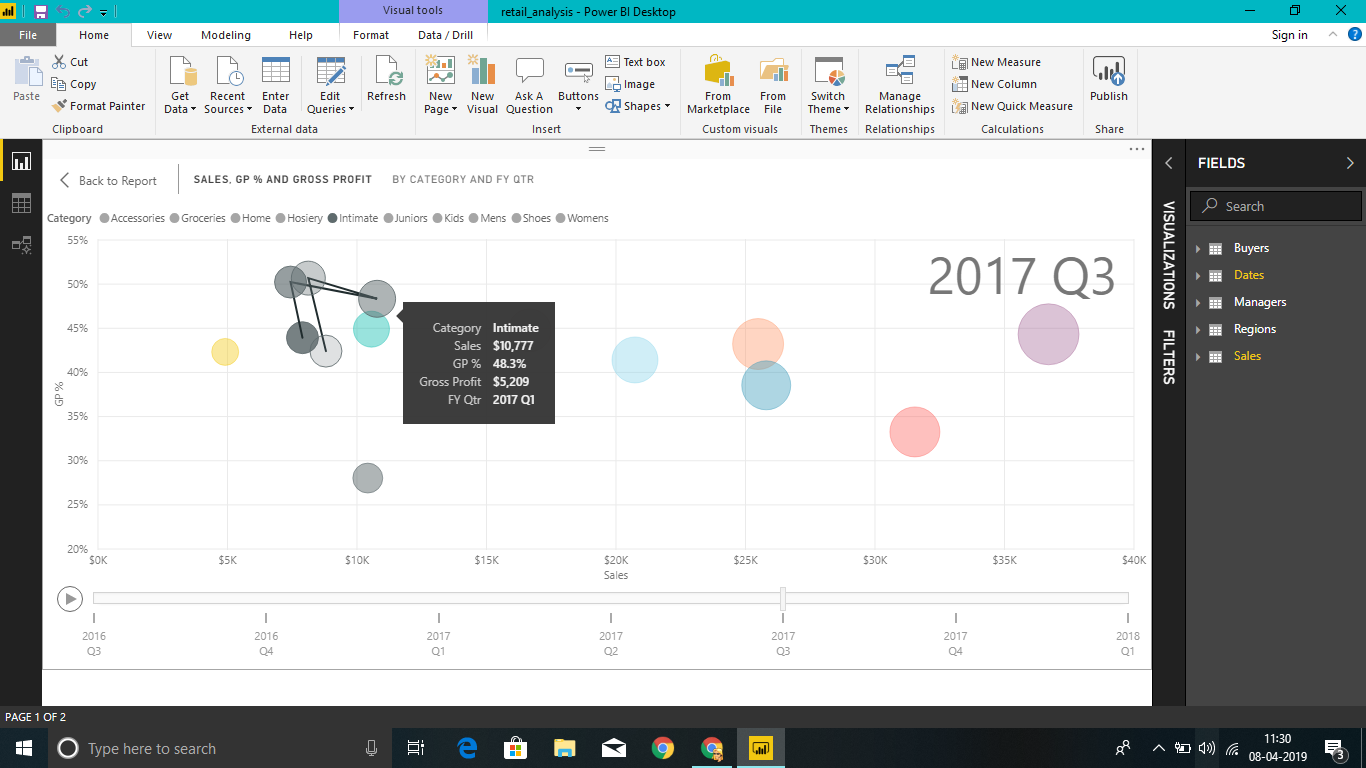 Visual tools
retail_analysis - Power BI Desktop
File Home View Modeling Help Format Data / Drill Sign in
Paste
Cut
Copy
Format Painter
Clipboard
Get Data
Recent Sources
Enter Data
Edit Queries
Refresh
External data
New Page
New Visual
Ask A Question
Buttons
Text box
Image
Shapes
Insert
From Marketplace
From File
Custom visuals
Switch Theme
Themes
Manage Relationships
Relationships
New Measure
New Column
New Quick Measure
Calculations
Publish
Share
Back to Report SALES, GP % AND GROSS PROFIT BY CATEGORY AND FY QTR
Category Accessories Groceries Home Hosiery Intimate Juniors Kids Mens Shoes Womens
2017 Q3
GP %
55%
50%
45%
40%
35%
30%
25%
20%
Category Intimate
Sales $10,777
GP % 48.3%
Gross Profit $5,209
FY Qtr 2017 Q1
$0K $5K $10K $15K $20K $25K $30K $35K $40K
Sales
2016 2016 2017 2017 2017 2017 2018
Q3 Q4 Q1 Q2 Q3 Q4 Q1
VISUALIZATIONS
FILTERS
FIELDS
Search
Buyers
Dates
Managers
Regions
Sales
PAGE 1 OF 2
Type here to search
11:30
08-04-2019
3